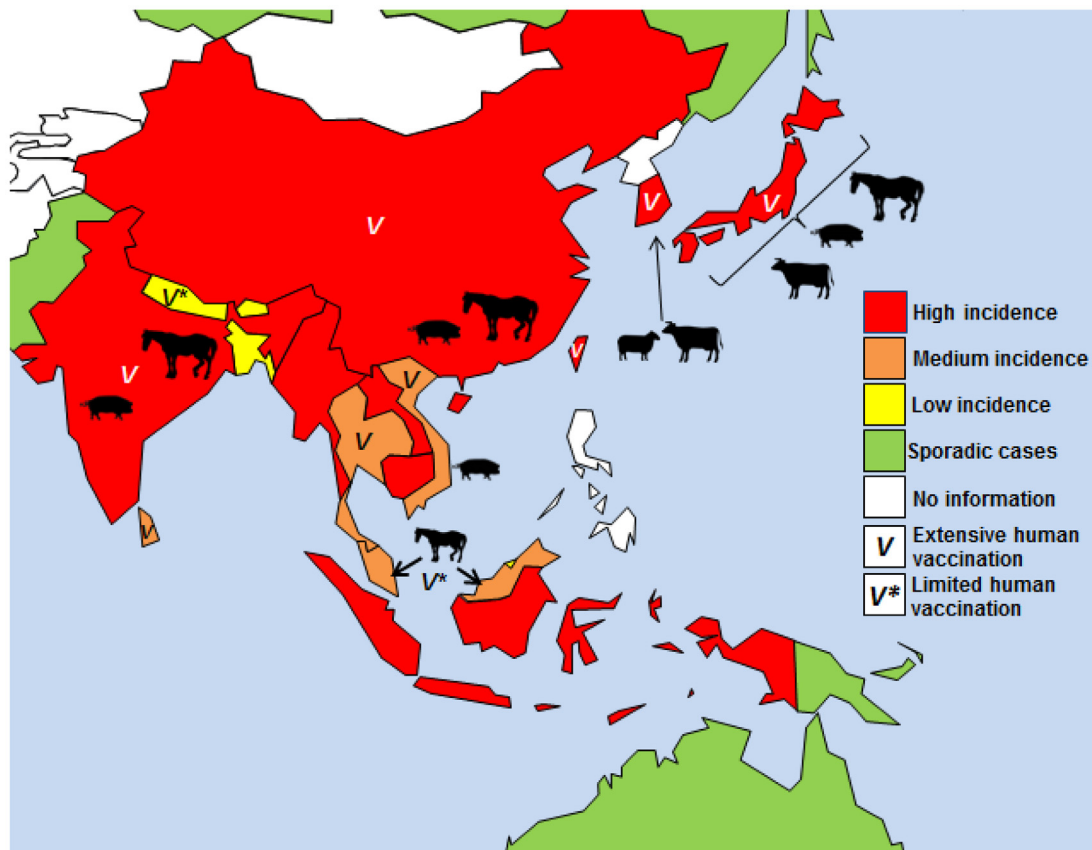 V
V
V
V*
V
V
V
V
V
V
V*
High incidence
Medium incidence
Low incidence
Sporadic cases
No information
V Extensive human
vaccination
V* Limited human
vaccination